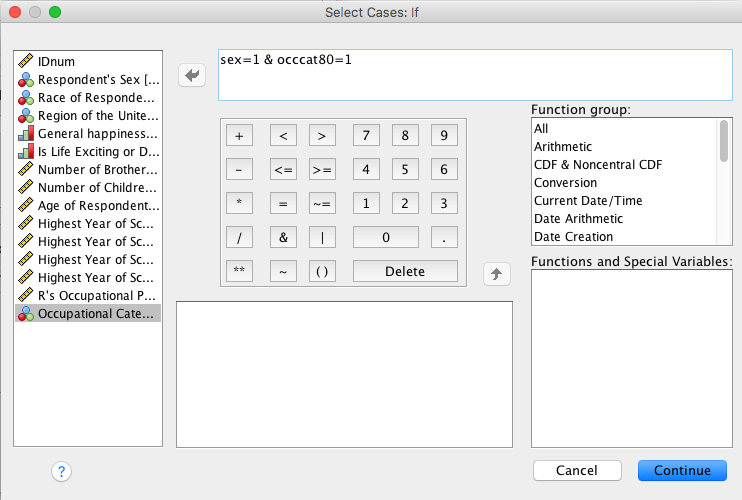 Select Cases: If
IDnum
Respondent's Sex [...
Race of Responde...
Region of the Unite...
General happiness...
Is Life Exciting or D...
Number of Brother...
Number of Childre...
Age of Respondent...
Highest Year of Sc...
Highest Year of Sc...
Highest Year of Sc...
Highest Year of Sc...
R's Occupational P...
Occupational Cate...
sex=1 & occcat80=1
+ < > 7 8 9
- <= >= 4 5 6
* = ~= 1 2 3
/ & | 0 .
** ~ ( ) Delete
Function group:
All
Arithmetic
CDF & Noncentral CDF
Conversion
Current Date/Time
Date Arithmetic
Date Creation
Functions and Special Variables:
?
Cancel
Continue